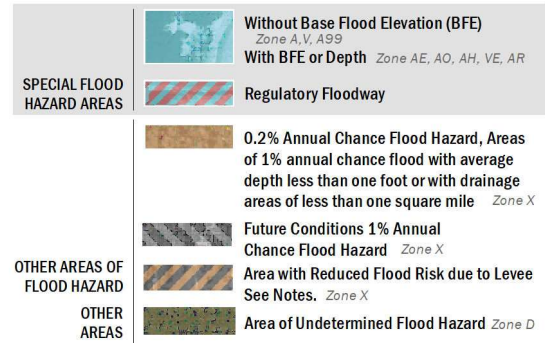 Without Base Flood Elevation (BFE)
Zone A,V, A99
With BFE or Depth Zone AE, AO, AH, VE, AR
SPECIAL FLOOD
HAZARD AREAS
Regulatory Floodway
0.2% Annual Chance Flood Hazard, Areas
of 1% annual chance flood with average
depth less than one foot or with drainage
areas of less than one square mile Zone X
Future Conditions 1% Annual
Chance Flood Hazard Zone X
OTHER AREAS OF
FLOOD HAZARD
Area with Reduced Flood Risk due to Levee
See Notes. Zone X
OTHER
AREAS
Area of Undetermined Flood Hazard Zone D